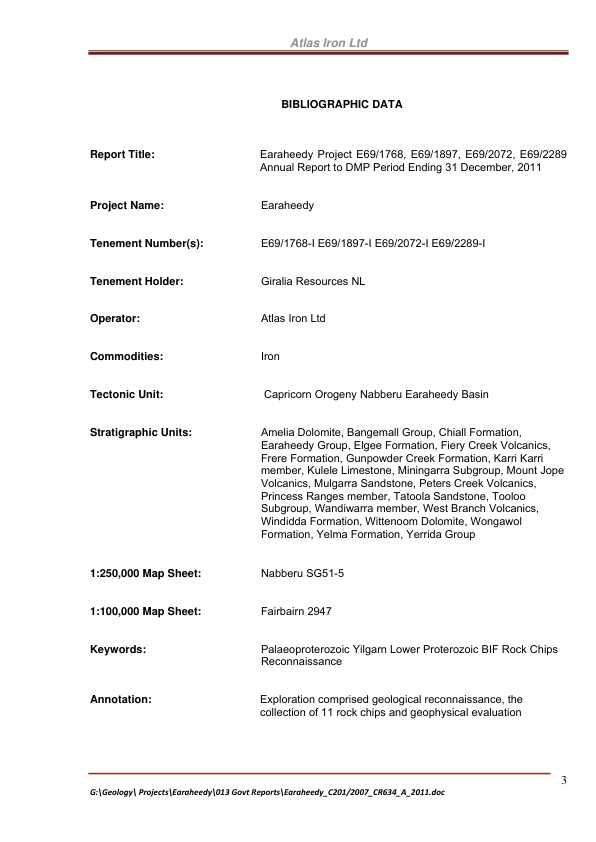 Atlas Iron Ltd
BIBLIOGRAPHIC DATA
Report Title: Earaheedy Project E69/1768, E69/1897, E69/2072, E69/2289
Annual Report to DMP Period Ending 31 December, 2011
Project Name: Earaheedy
Tenement Number(s): E69/1768-I E69/1897-I E69/2072-I E69/2289-I
Tenement Holder: Giralia Resources NL
Operator: Atlas Iron Ltd
Commodities: Iron
Tectonic Unit: Capricorn Orogeny Nabberu Earaheedy Basin
Stratigraphic Units: Amelia Dolomite, Bangemall Group, Chiall Formation,
Earaheedy Group, Elgee Formation, Fiery Creek Volcanics,
Frere Formation, Gunpowder Creek Formation, Karri Karri
member, Kulele Limestone, Miningarra Subgroup, Mount Jope
Volcanics, Mulgarra Sandstone, Peters Creek Volcanics,
Princess Ranges member, Tatoola Sandstone, Tooloo
Subgroup, Wandiwarra member, West Branch Volcanics,
Windidda Formation, Wittenoom Dolomite, Wongawol
Formation, Yelma Formation, Yerrida Group
1:250,000 Map Sheet: Nabberu SG51-5
1:100,000 Map Sheet: Fairbairn 2947
Keywords: Palaeoproterozoic Yilgarn Lower Proterozoic BIF Rock Chips
Reconnaissance
Annotation: Exploration comprised geological reconnaissance, the
collection of 11 rock chips and geophysical evaluation
3
G:\Geology\ Projects\Earaheedy\013 Govt Reports\Earaheedy_C201/2007_CR634_A_2011.doc